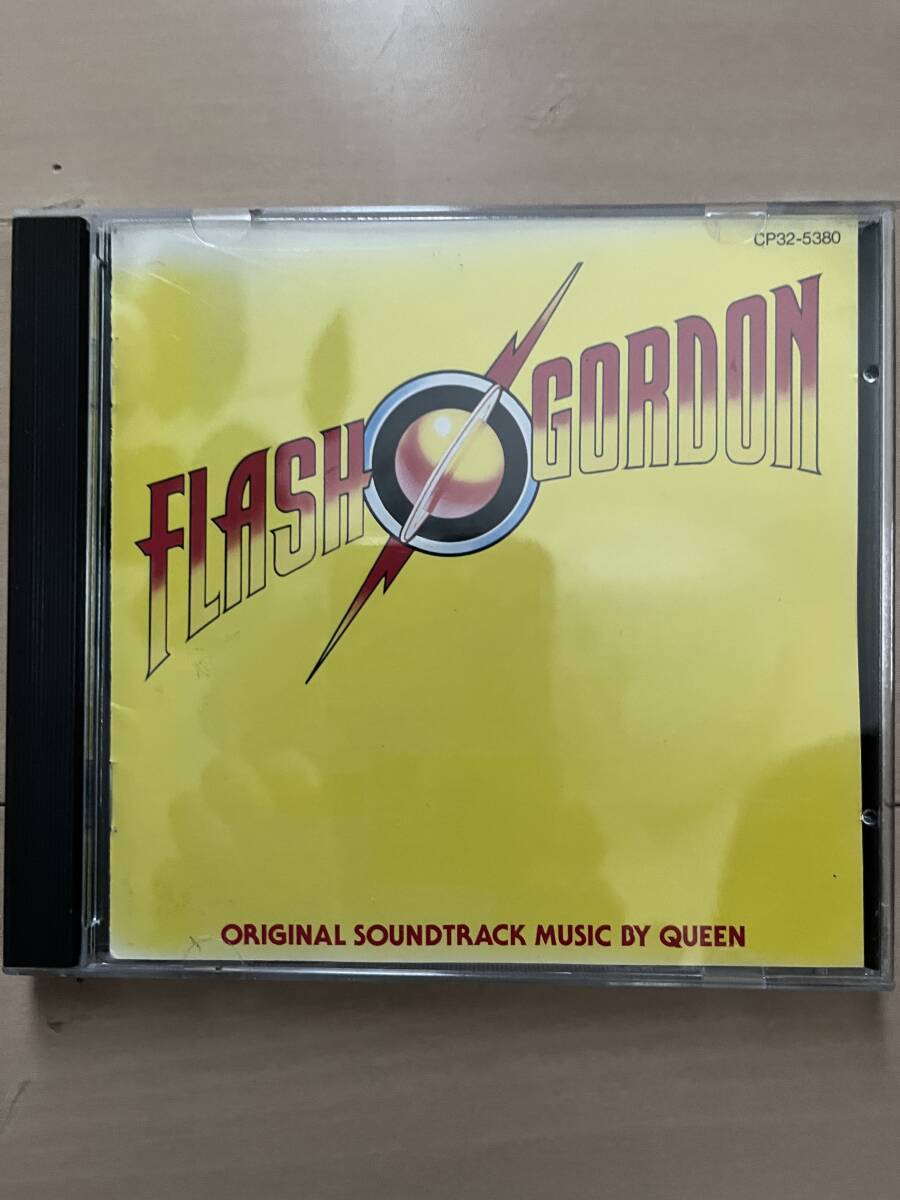 CP32-5380
FLASH GORDON
ORIGINAL SOUNDTRACK MUSIC BY QUEEN